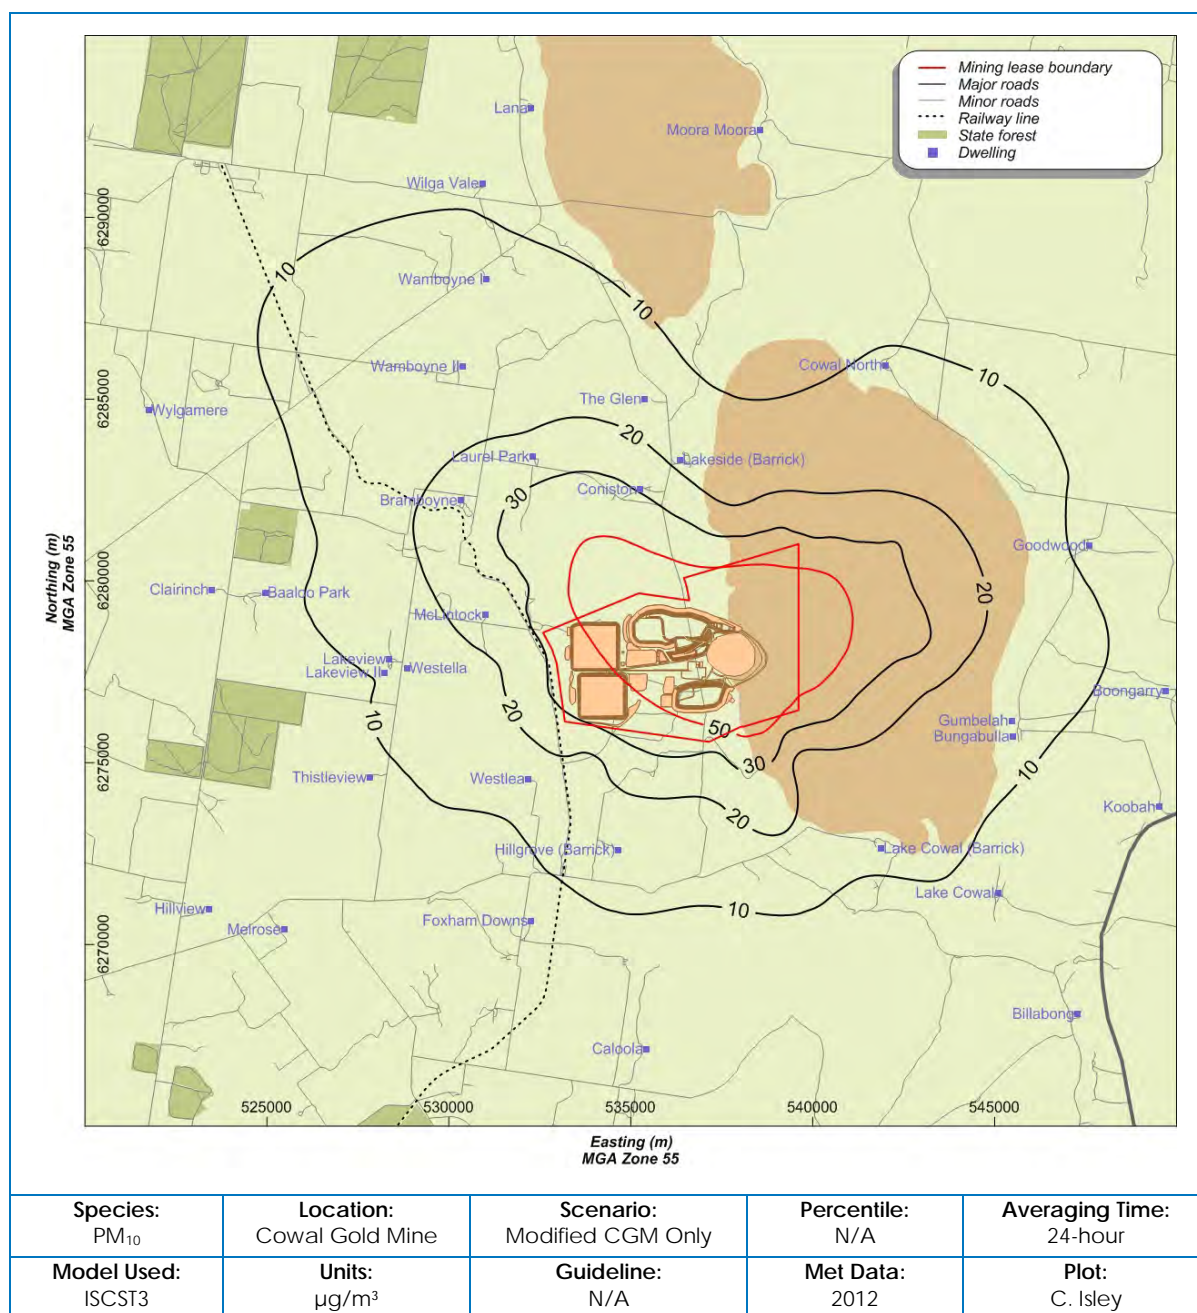 Mining lease boundary
Major roads
Minor roads
Railway line
State forest
Dwelling
Lana
Moora Moora
Wilga Vale
6290000
Wamboyne I
10
10
Wamboyne II
Cowal North
10
6285000
The Glen
Wylgamere
20
Laurel Park
Lakeside (Barrick)
Bramboyne
30
Coniston
Goodwood
Northing (m)
MGA Zone 55
6280000
Clairinch
Baaloo Park
20
McLintock
Lakeview
Lakeview II
Westella
Boongarry
10
20
50
Gumbelah
Bungabulla
6275000
30
10
Thistleview
Westlea
20
Koobah
Hillgrove (Barrick)
Lake Cowal (Barrick)
Lake Cowal
10
Hillview
Melrose
Foxham Downs
6270000
Billabong
Caloola
525000 530000 535000 540000 545000
Easting (m)
MGA Zone 55
Species: Location: Scenario: Percentile: Averaging Time:
PM₁₀ Cowal Gold Mine Modified CGM Only N/A 24-hour
Model Used: Units: Guideline: Met Data: Plot:
ISCST3 µg/m³ N/A 2012 C. Isley